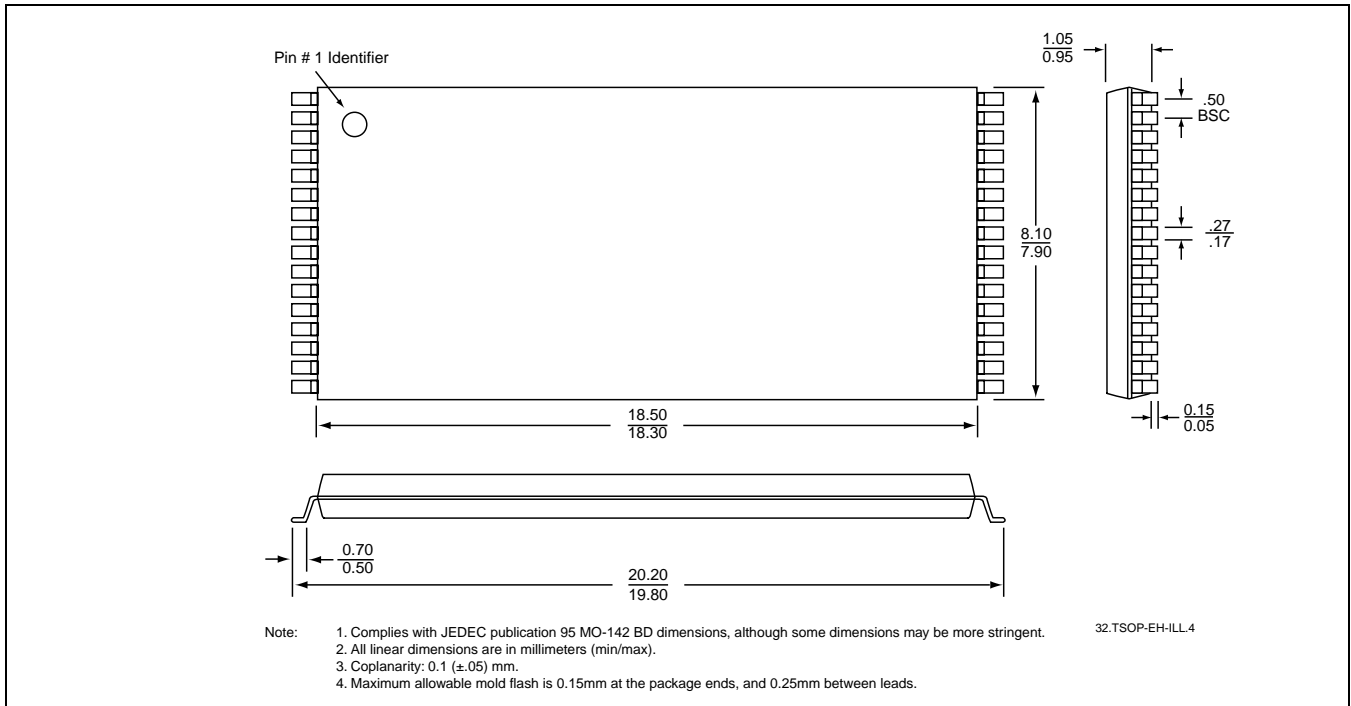 Pin # 1 Identifier
1.05
0.95
.50
BSC
.27
.17
8.10
7.90
18.50
18.30
0.15
0.05
0.70
0.50
20.20
19.80
Note: 1. Complies with JEDEC publication 95 MO-142 BD dimensions, although some dimensions may be more stringent.
32.TSOP-EH-ILL.4
2. All linear dimensions are in millimeters (min/max).
3. Coplanarity: 0.1 (±.05) mm.
4. Maximum allowable mold flash is 0.15mm at the package ends, and 0.25mm between leads.